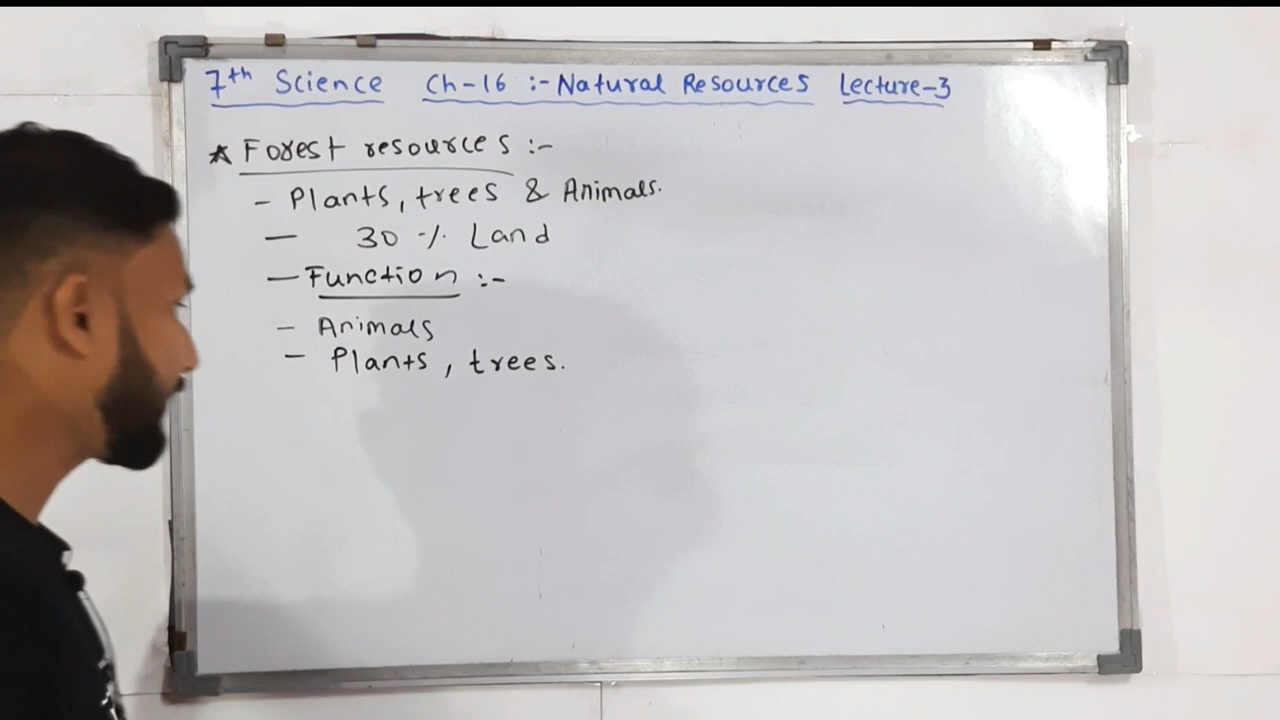 7th Science Ch-16 :- Natural Resources Lecture-3
★ Forest resources :-
- Plants, trees & Animals.
- 30 % Land
- Function :-
- Animals
- Plants, trees.